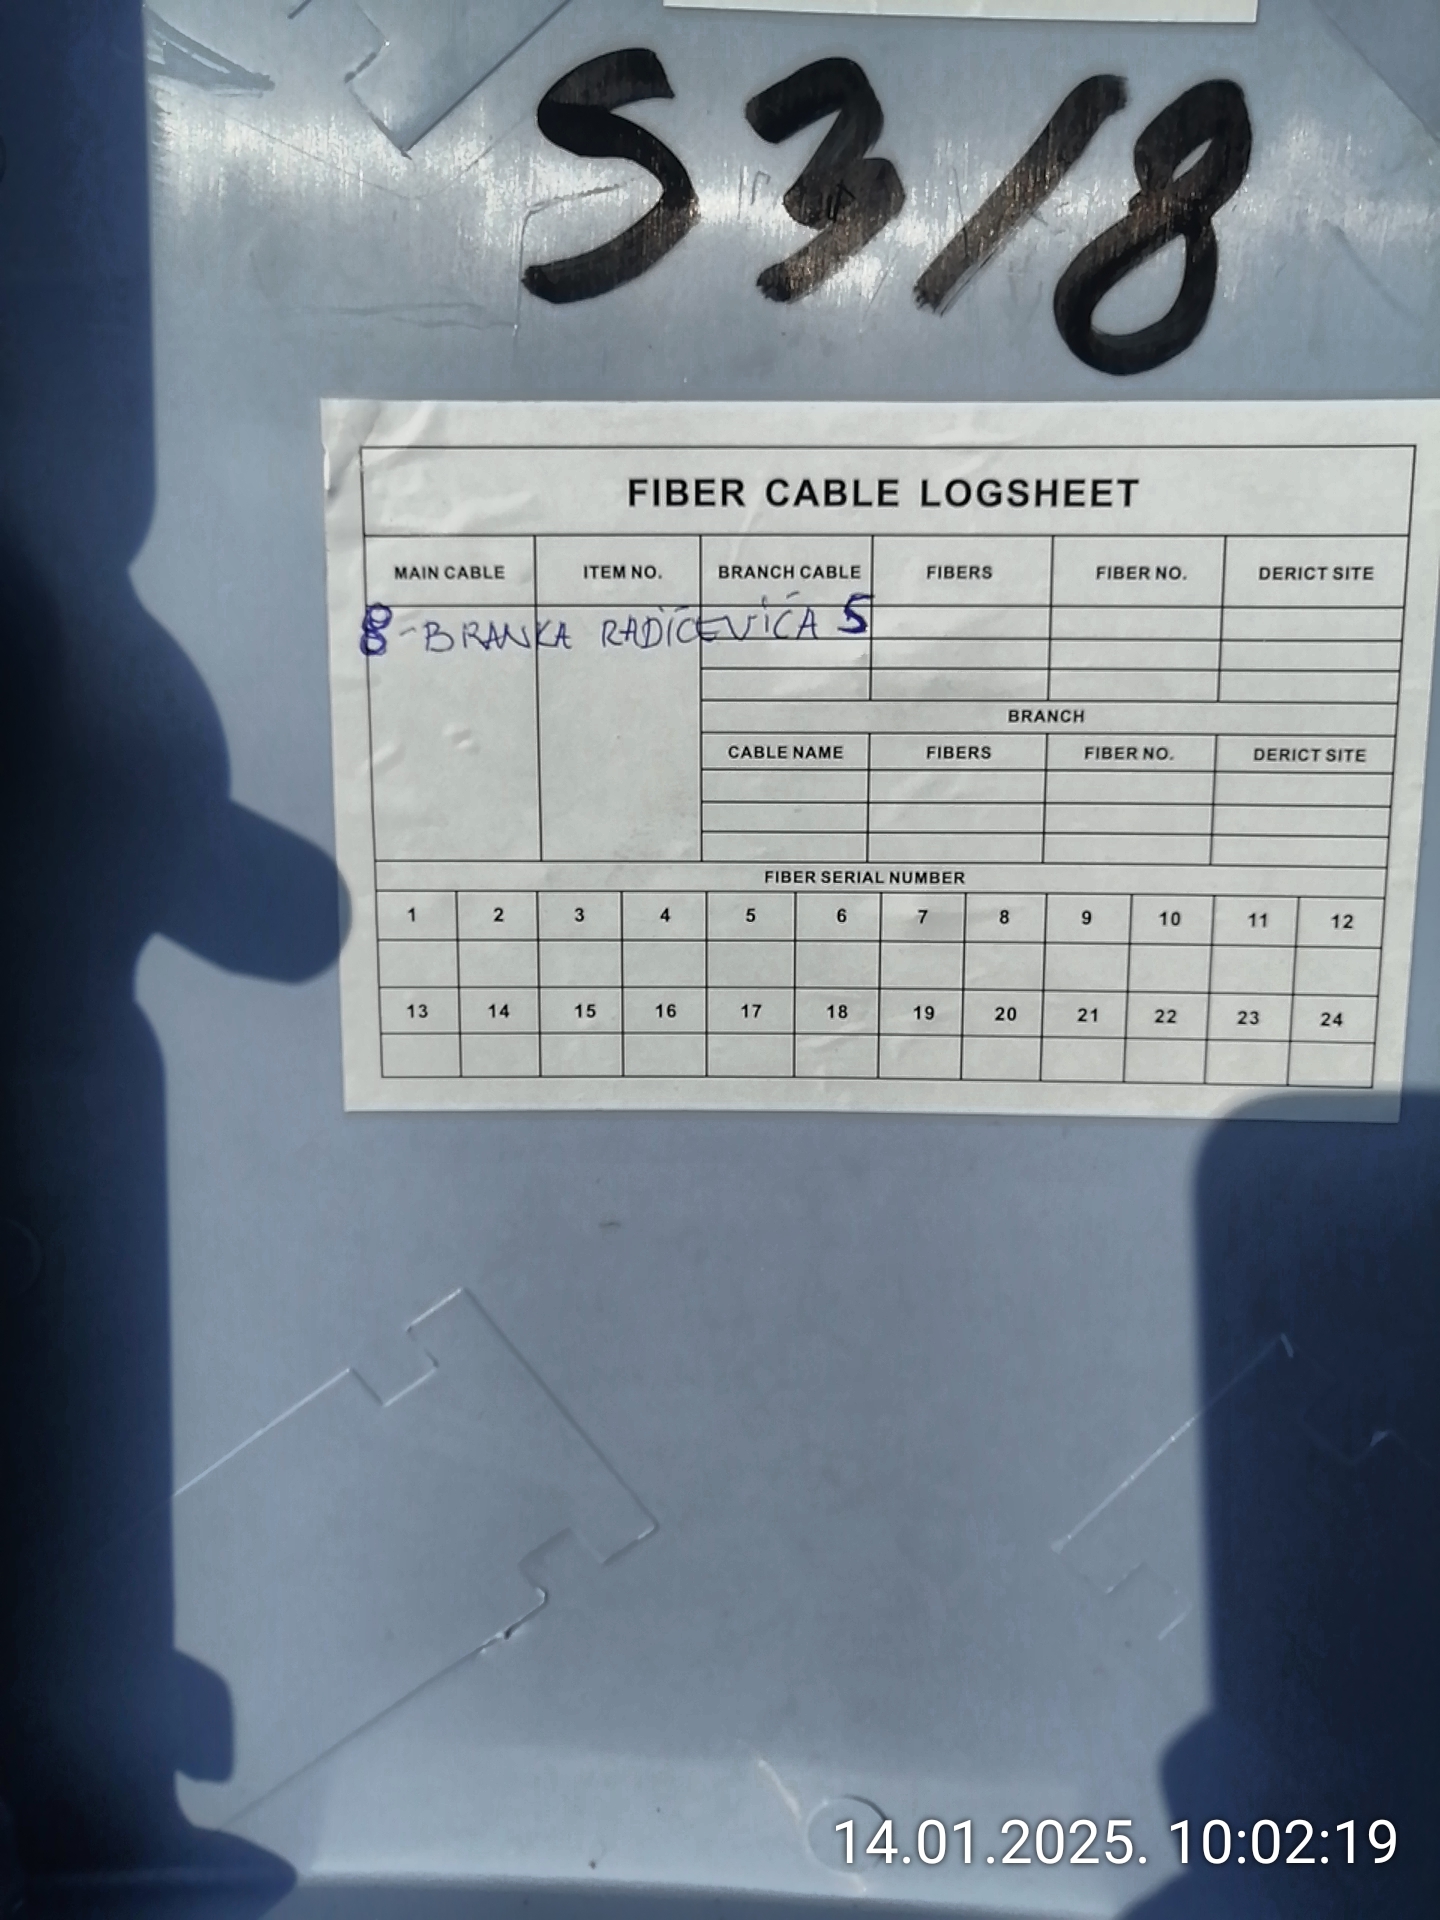 S3/8
FIBER CABLE LOGSHEET
MAIN CABLE ITEM NO. BRANCH CABLE FIBERS FIBER NO. DERICT SITE
8-BRANKA RADIČEVIĆA 5
BRANCH
CABLE NAME FIBERS FIBER NO. DERICT SITE
FIBER SERIAL NUMBER
1 2 3 4 5 6 7 8 9 10 11 12
13 14 15 16 17 18 19 20 21 22 23 24
14.01.2025. 10:02:19